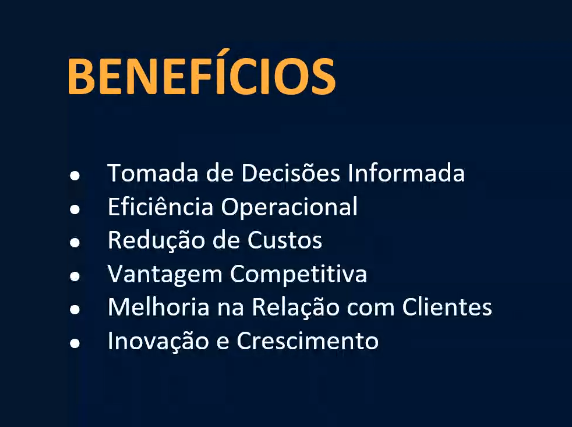 BENEFÍCIOS
● Tomada de Decisões Informada
● Eficiência Operacional
● Redução de Custos
● Vantagem Competitiva
● Melhoria na Relação com Clientes
● Inovação e Crescimento